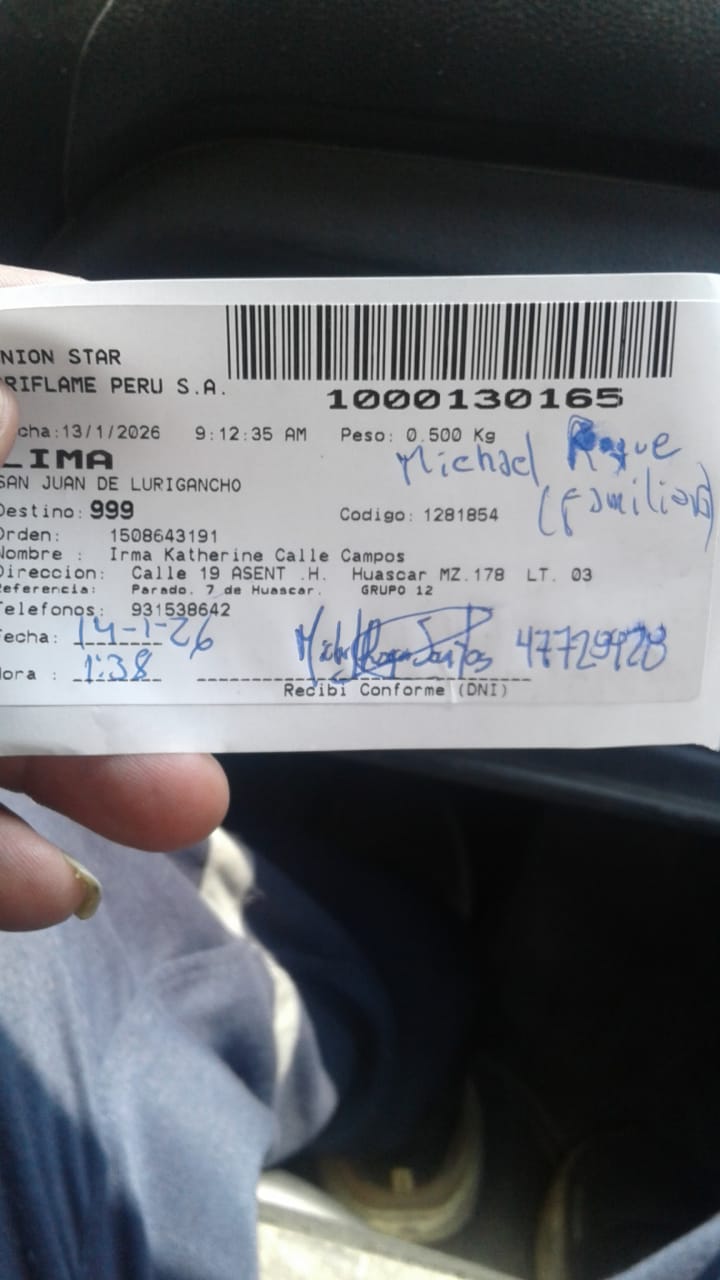 NION STAR
RIFLAME PERU S.A.
1000130165
cha:13/1/2026 9:12:35 AM Peso: 0.500 Kg
LIMA
Michael Roque
(familiar)
SAN JUAN DE LURIGANCHO
Destino: 999 Codigo: 1281854
Orden: 1508643191
Nombre : Irma Katherine Calle Campos
Direccion: Calle 19 ASENT .H. Huascar MZ.178 LT. 03
Referencia: Parado. 7 de Huascar. GRUPO 12
Telefonos: 931538642
Fecha: 14-1-26
Hora : 1:38
Recibi Conforme (DNI)